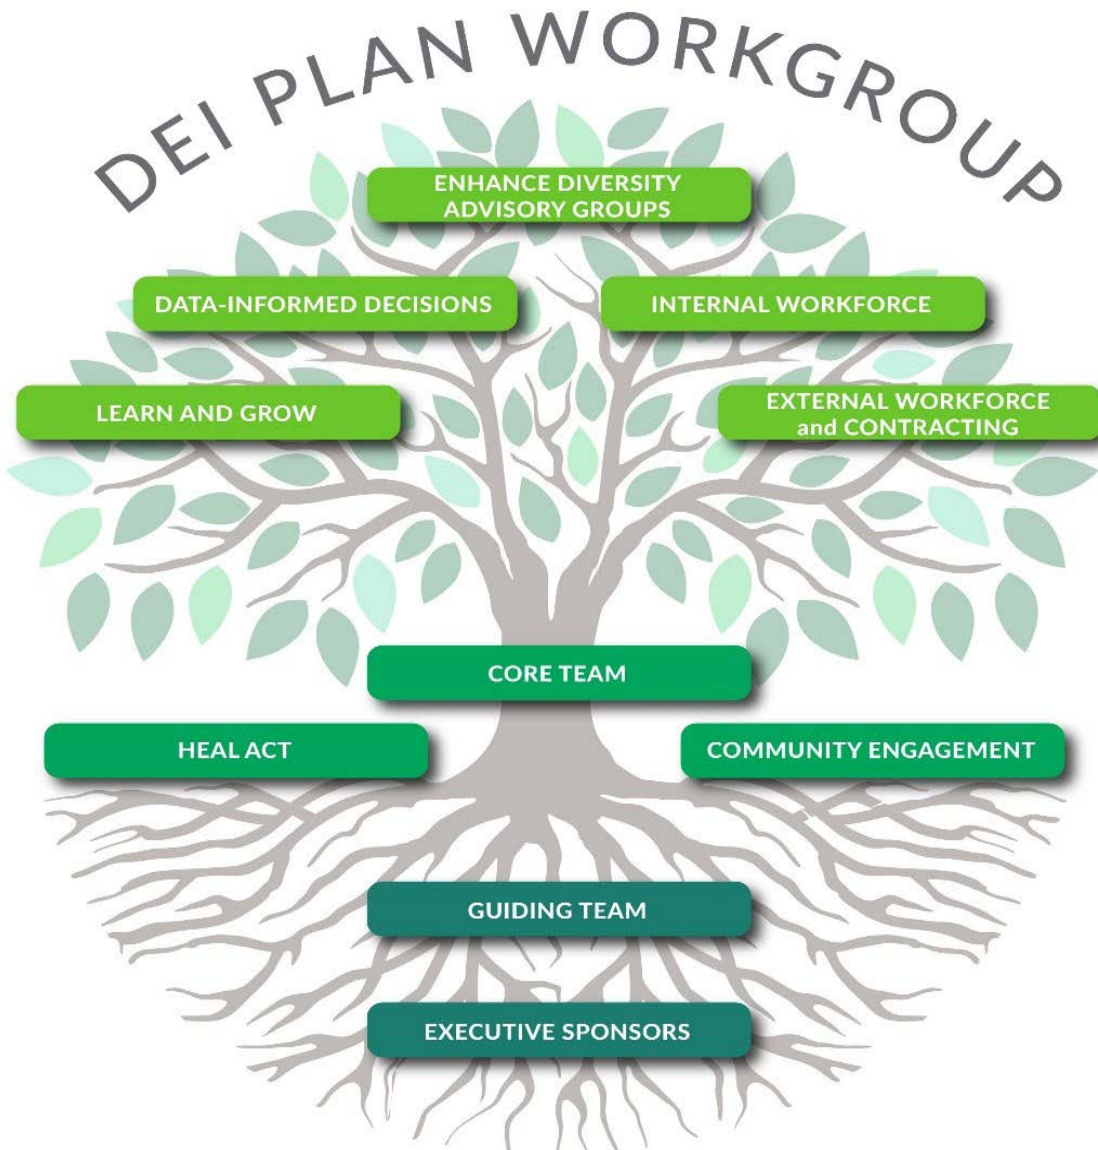 DEI PLAN WORKGROUP
ENHANCE DIVERSITY
ADVISORY GROUPS
DATA-INFORMED DECISIONS
INTERNAL WORKFORCE
LEARN AND GROW
EXTERNAL WORKFORCE
and CONTRACTING
CORE TEAM
HEAL ACT
COMMUNITY ENGAGEMENT
GUIDING TEAM
EXECUTIVE SPONSORS